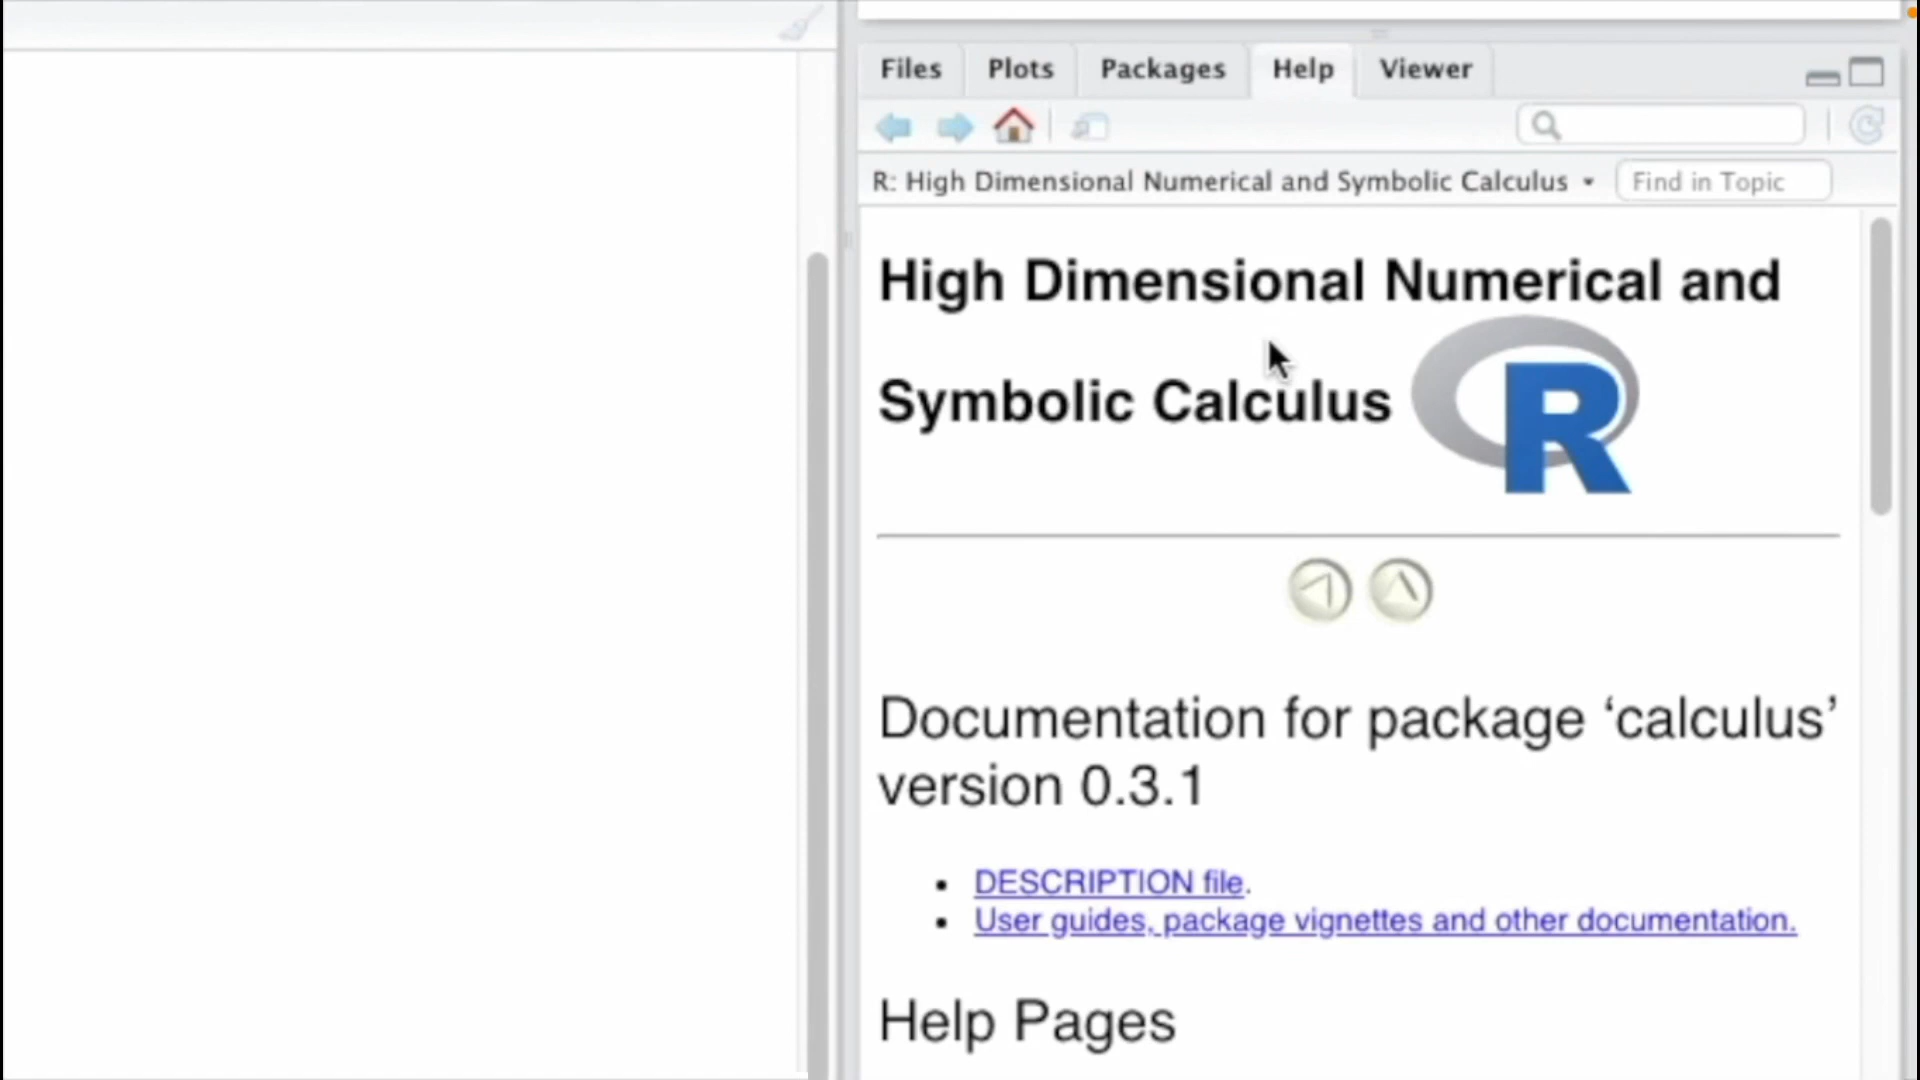 Files Plots Packages Help Viewer
R: High Dimensional Numerical and Symbolic Calculus Find in Topic
High Dimensional Numerical and
Symbolic Calculus R
Documentation for package ‘calculus’
version 0.3.1
DESCRIPTION file.
User guides, package vignettes and other documentation.
Help Pages